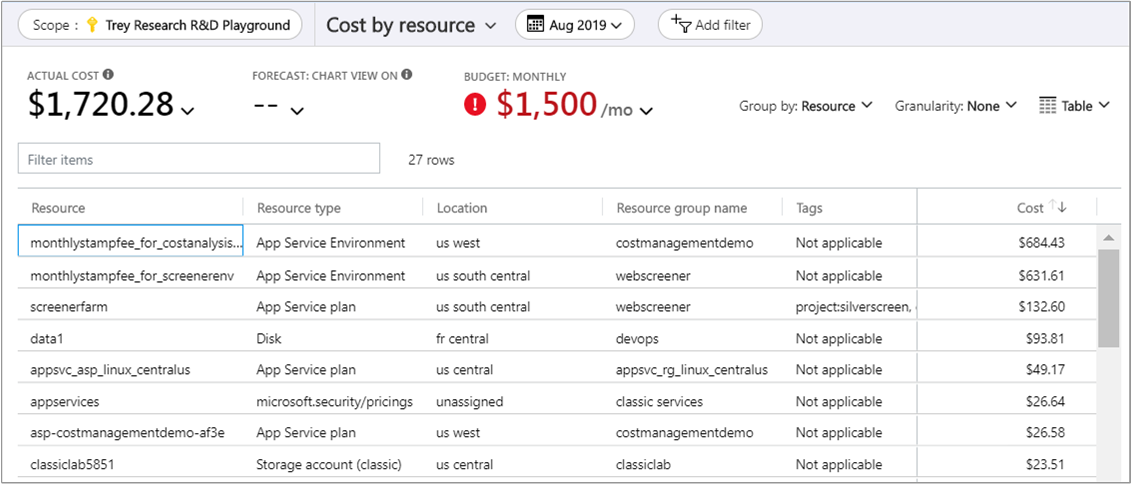 Scope : Trey Research R&D Playground Cost by resource Aug 2019 Add filter
ACTUAL COST FORECAST: CHART VIEW ON BUDGET: MONTHLY
$1,720.28 -- $1,500 /mo Group by: Resource Granularity: None Table
Filter items 27 rows
Resource Resource type Location Resource group name Tags Cost
monthlystampfee_for_costanalysis... App Service Environment us west costmanagementdemo Not applicable $684.43
monthlystampfee_for_screenerenv App Service Environment us south central webscreener Not applicable $631.61
screenerfarm App Service plan us south central webscreener project:silverscreen, $132.60
data1 Disk fr central devops Not applicable $93.81
appsvc_asp_linux_centralus App Service plan us central appsvc_rg_linux_centralus Not applicable $49.17
appservices microsoft.security/pricings unassigned classic services Not applicable $26.64
asp-costmanagementdemo-af3e App Service plan us west costmanagementdemo Not applicable $26.58
classiclab5851 Storage account (classic) us central classiclab Not applicable $23.51